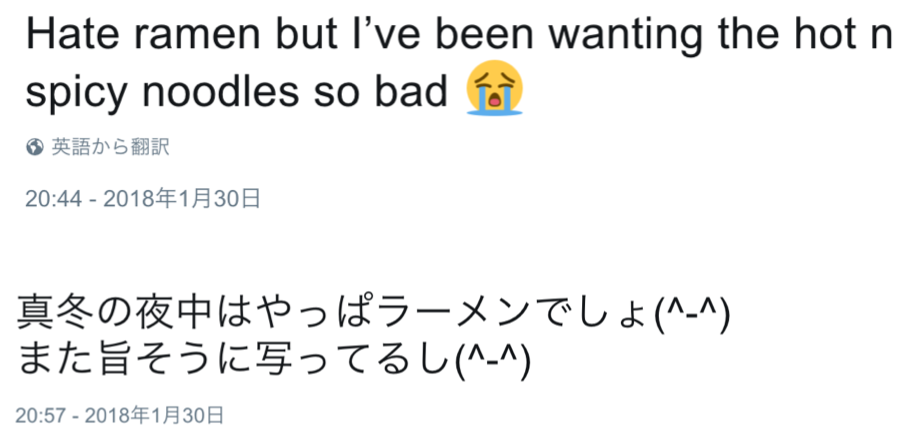 Hate ramen but I’ve been wanting the hot n
spicy noodles so bad 😭
英語から翻訳
20:44 - 2018年1月30日
真冬の夜中はやっぱラーメンでしょ(^-^)
また旨そうに写ってるし(^-^)
20:57 - 2018年1月30日